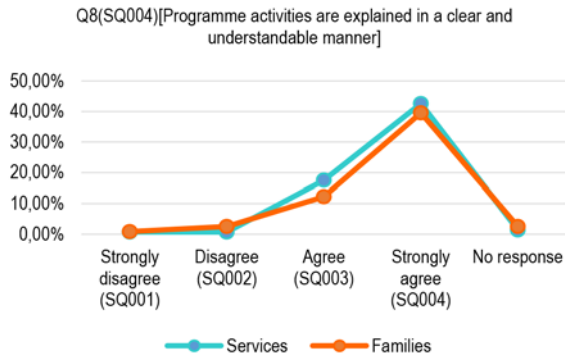 Q8(SQ004)[Programme activities are explained in a clear and
understandable manner]
50,00%
40,00%
30,00%
20,00%
10,00%
0,00%
Strongly disagree (SQ001)
Disagree (SQ002)
Agree (SQ003)
Strongly agree (SQ004)
No response
Services
Families